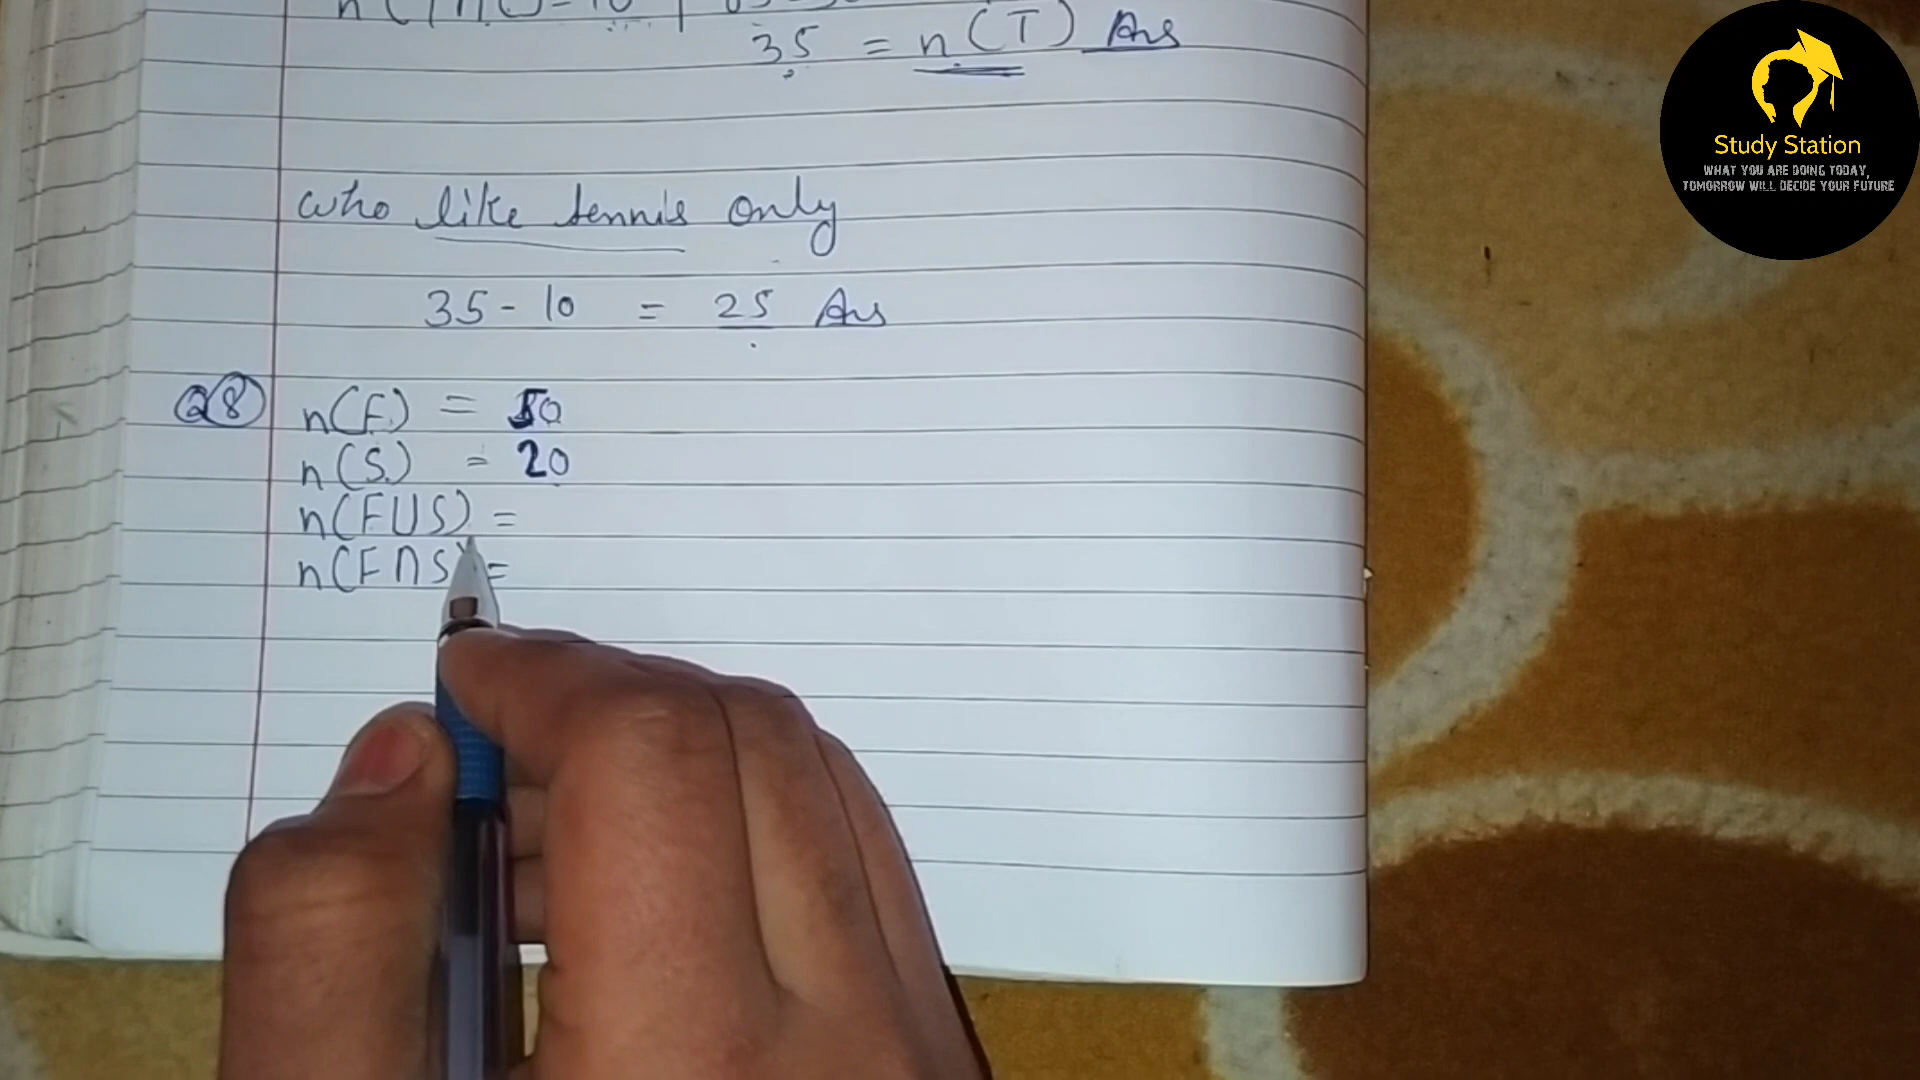 35 = n(T) Ans
who like tennis only
35 - 10 = 25 Ans
Q8 n(F) = 50
n(S) = 20
n(FUS) =
n(F∩S) =
Study Station
WHAT YOU ARE DOING TODAY,
TOMORROW WILL DECIDE YOUR FUTURE